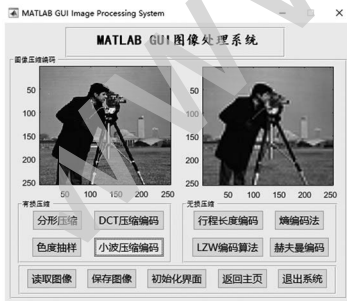 MATLAB GUI Image Processing System
MATLAB GUI图像处理系统
图像压缩编码
50
100
150
200
250
50 100 150 200 250
50
100
150
200
250
50 100 150 200 250
有损压缩
分形压缩 DCT压缩编码
色度抽样 小波压缩编码
无损压缩
行程长度编码 熵编码法
LZW编码算法 赫夫曼编码
读取图像 保存图像 初始化界面 返回主页 退出系统